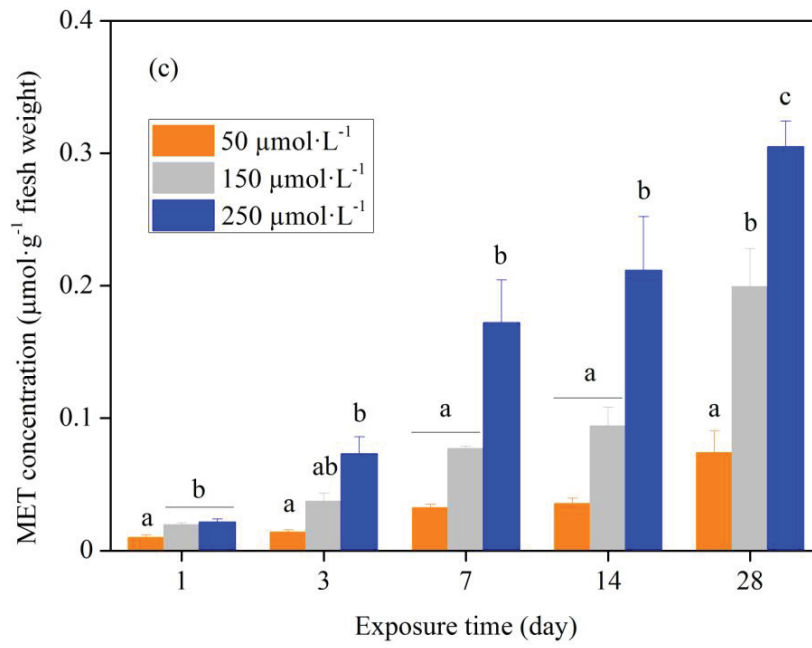 0.4
(c)
50 µmol·L⁻¹
150 µmol·L⁻¹
250 µmol·L⁻¹
c
0.3
b
b
b
0.2
a
a
0.1
a
b
ab
a
b
a
0
1 3 7 14 28
Exposure time (day)
MET concentration (µmol·g⁻¹ fiesh weight)